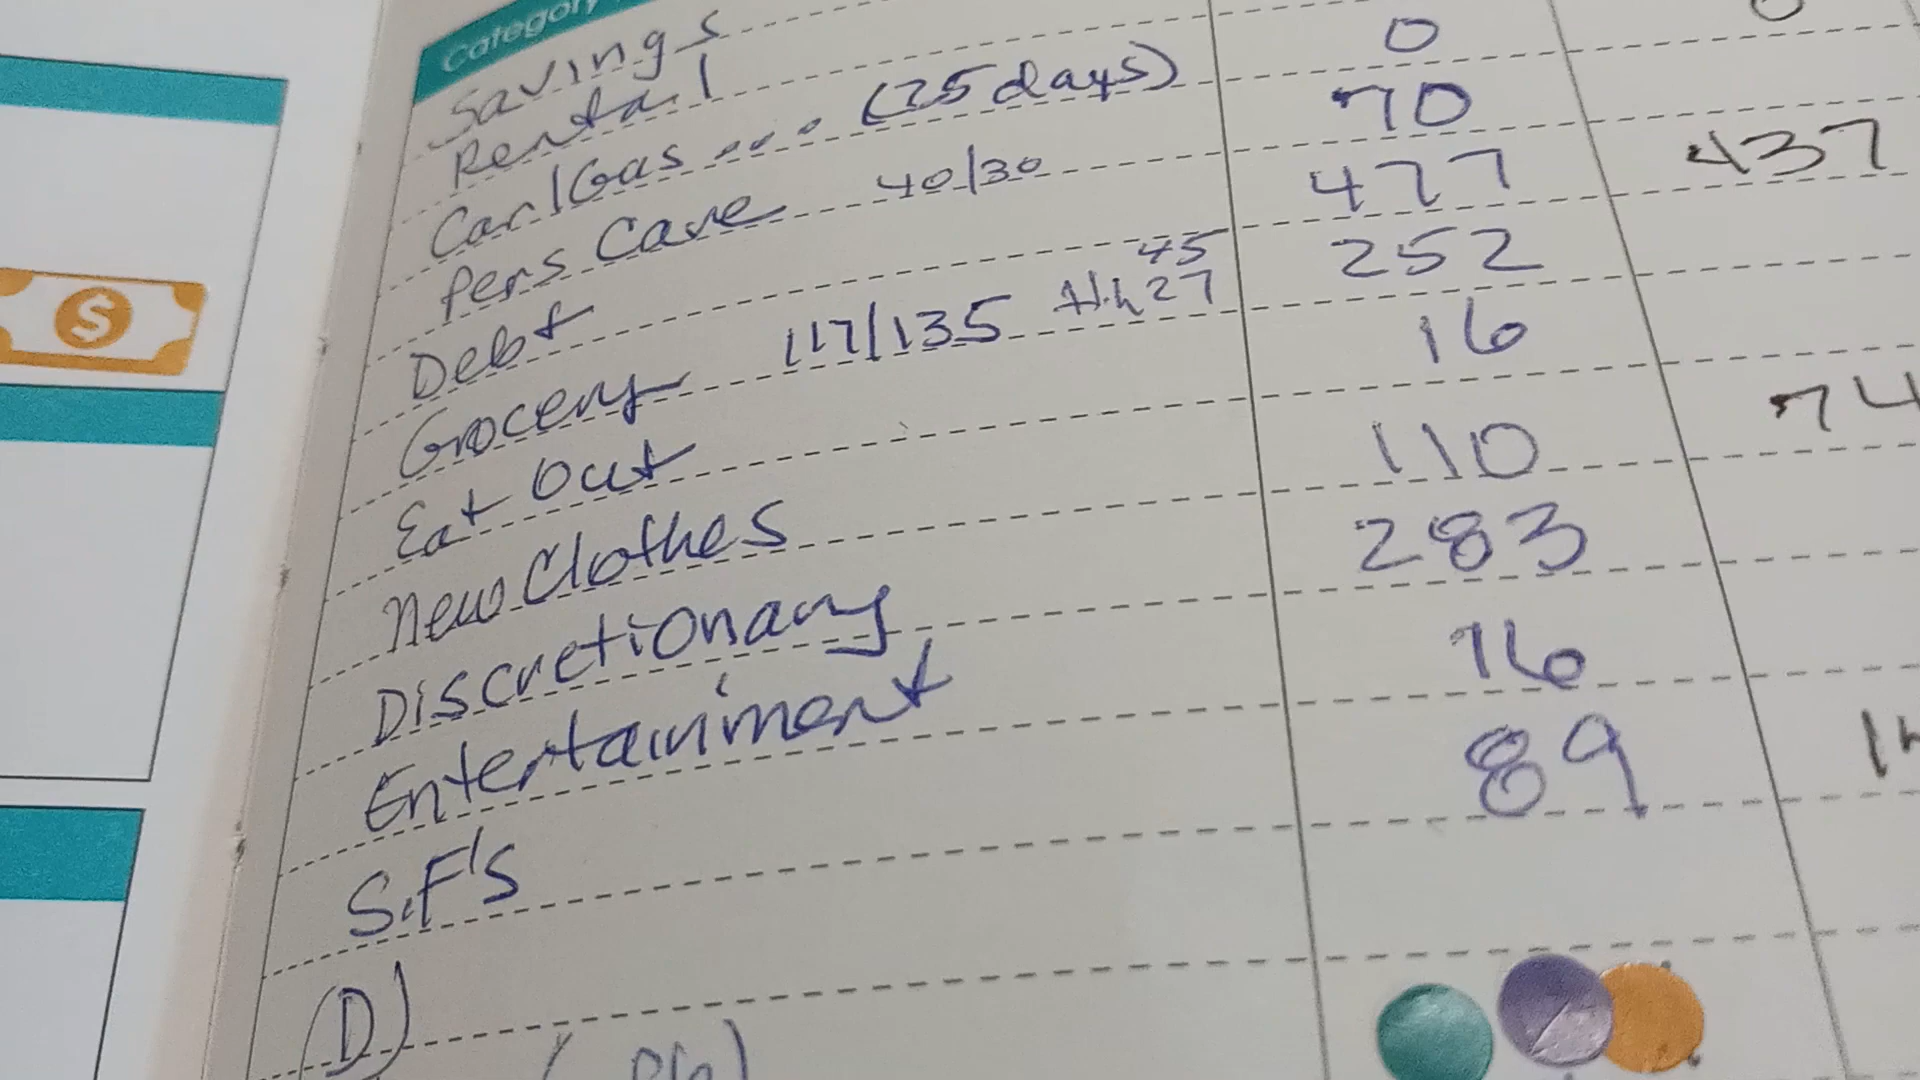 Category
Savings
Rental
Car/Gas ... (25 days) 0
Pers Care 40/30 70
Debt 477 437
45
Grocery 117/135 27 252
Eat Out 16
New Clothes 110 74
Discretionary 283
Entertainment 76
S.F's 89
(D)